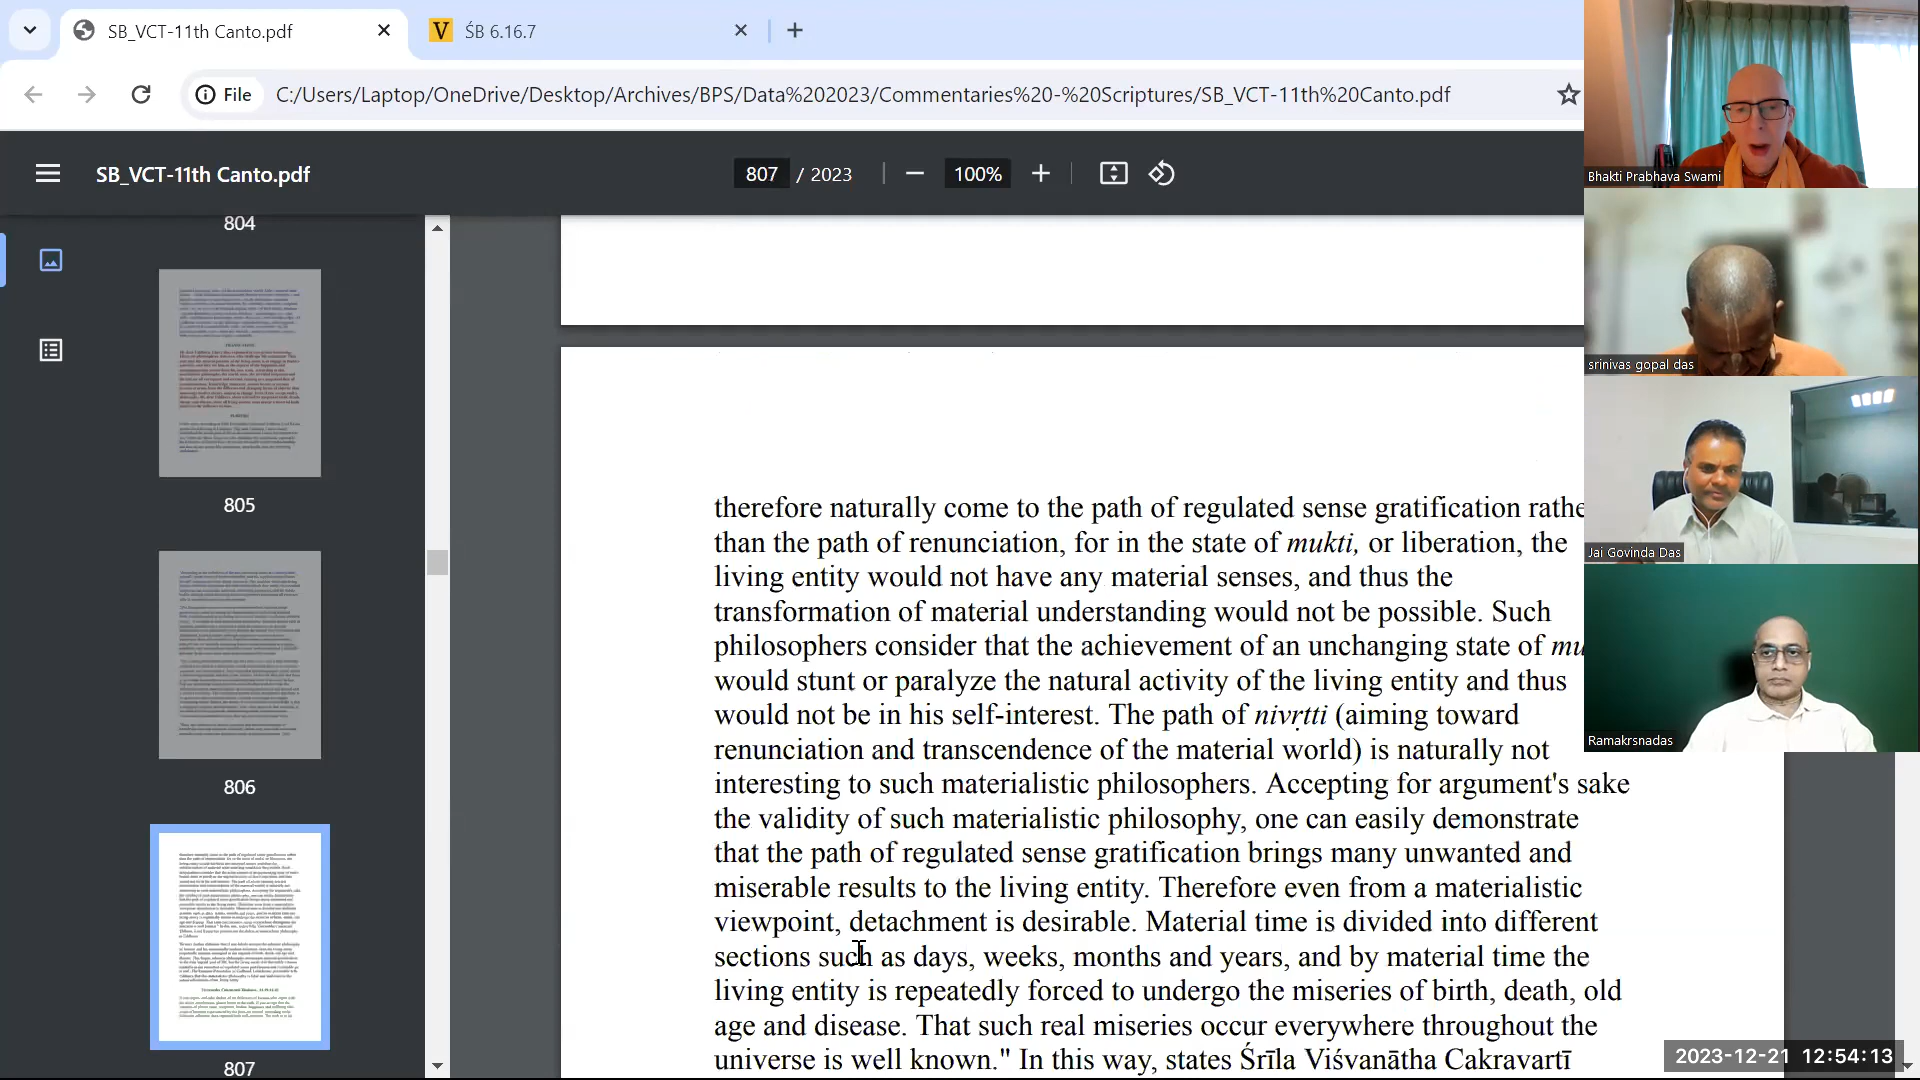 SB_VCT-11th Canto.pdf
V ŚB 6.16.7
File C:/Users/Laptop/OneDrive/Desktop/Archives/BPS/Data%202023/Commentaries%20-%20Scriptures/SB_VCT-11th%20Canto.pdf
SB_VCT-11th Canto.pdf
807 / 2023
100%
804
805
806
807
therefore naturally come to the path of regulated sense gratification rathe
than the path of renunciation, for in the state of mukti, or liberation, the
living entity would not have any material senses, and thus the
transformation of material understanding would not be possible. Such
philosophers consider that the achievement of an unchanging state of mu
would stunt or paralyze the natural activity of the living entity and thus
would not be in his self-interest. The path of nivṛtti (aiming toward
renunciation and transcendence of the material world) is naturally not
interesting to such materialistic philosophers. Accepting for argument's sake
the validity of such materialistic philosophy, one can easily demonstrate
that the path of regulated sense gratification brings many unwanted and
miserable results to the living entity. Therefore even from a materialistic
viewpoint, detachment is desirable. Material time is divided into different
sections such as days, weeks, months and years, and by material time the
living entity is repeatedly forced to undergo the miseries of birth, death, old
age and disease. That such real miseries occur everywhere throughout the
universe is well known." In this way, states Śrīla Viśvanātha Cakravartī
Bhakti Prabhava Swami
srinivas gopal das
Jai Govinda Das
Ramakrsnadas
2023-12-21 12:54:13